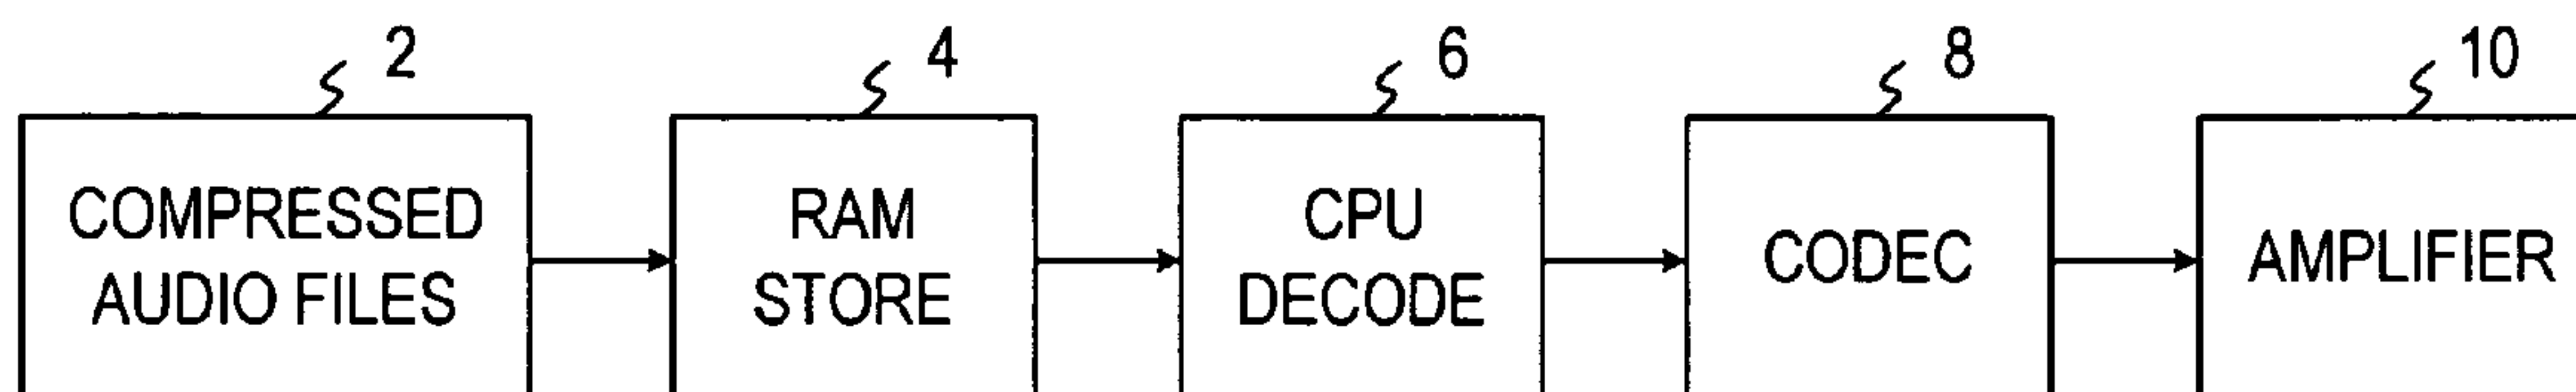 2
4
6
8
10
COMPRESSED
AUDIO FILES
RAM
STORE
CPU
DECODE
CODEC
AMPLIFIER